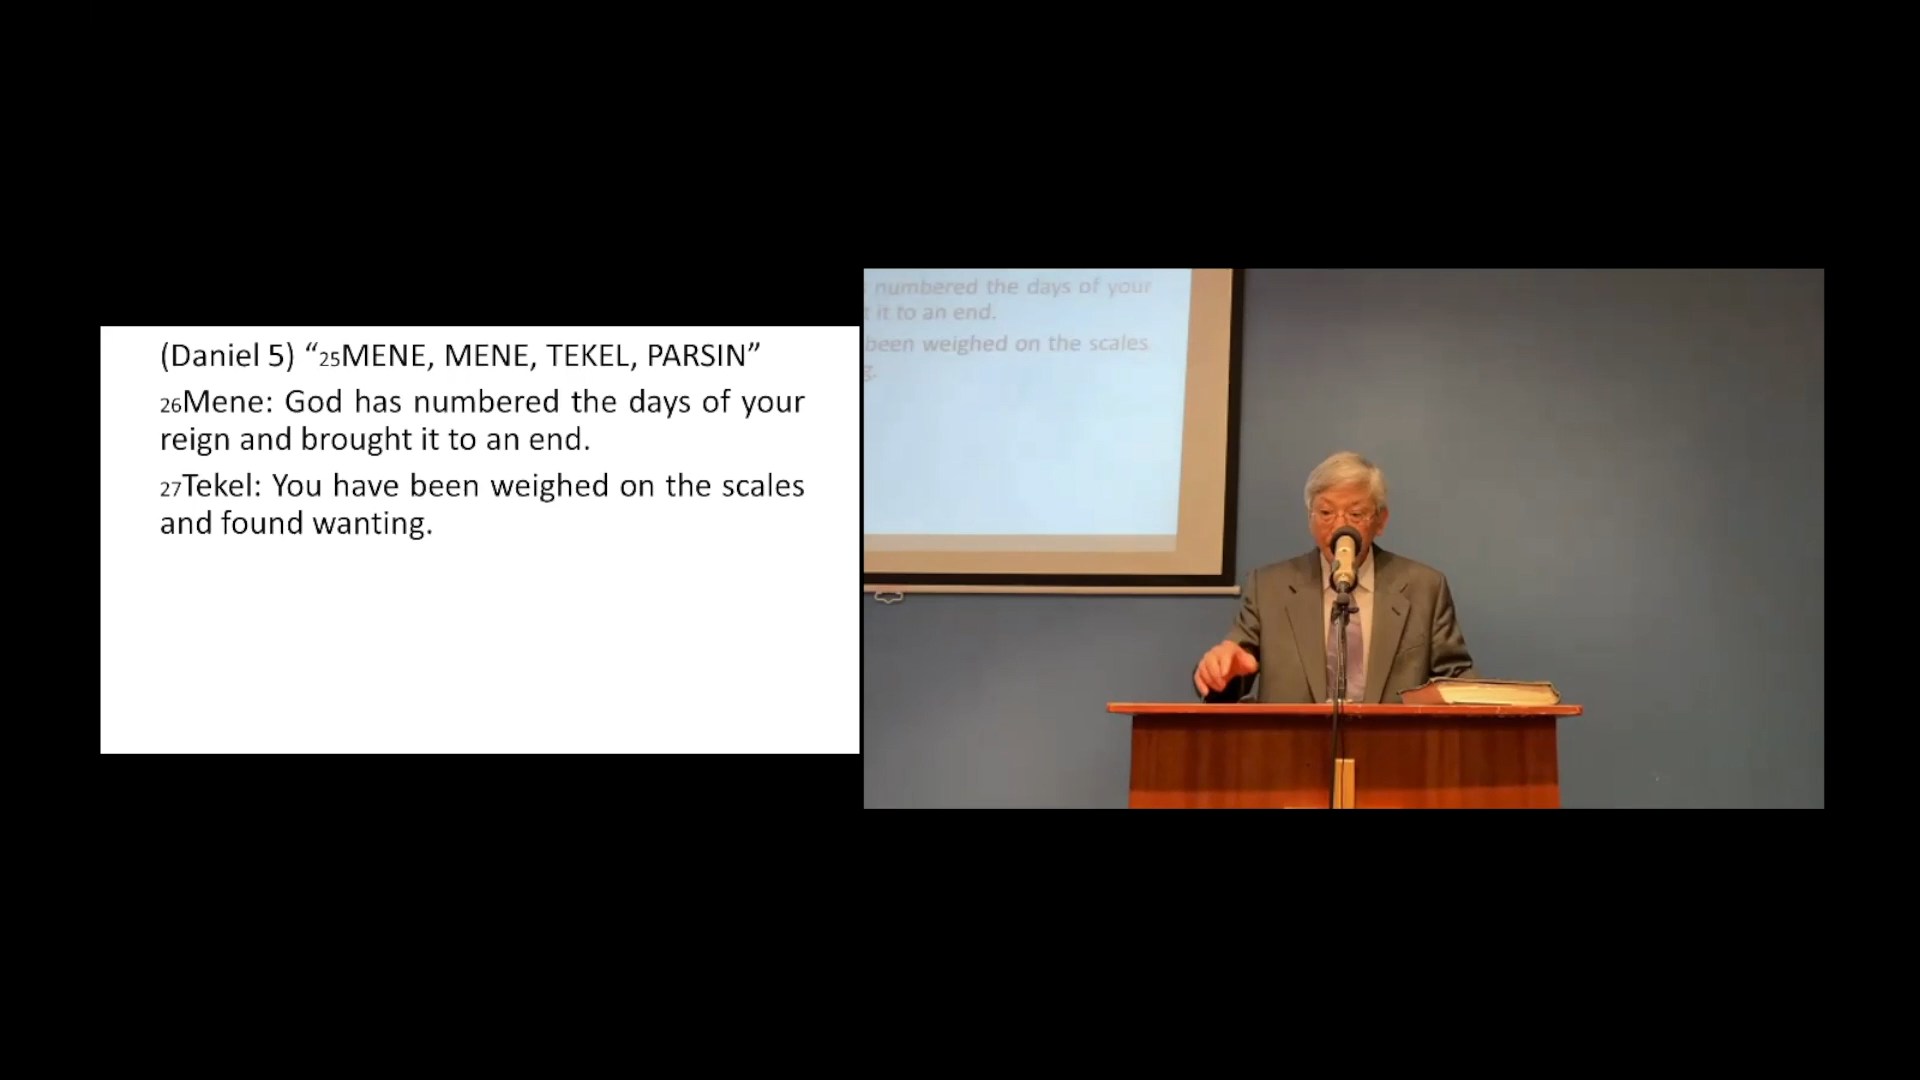 (Daniel 5) “25MENE, MENE, TEKEL, PARSIN”
26Mene: God has numbered the days of your
reign and brought it to an end.
27Tekel: You have been weighed on the scales
and found wanting.
numbered the days of your
it to an end.
been weighed on the scales